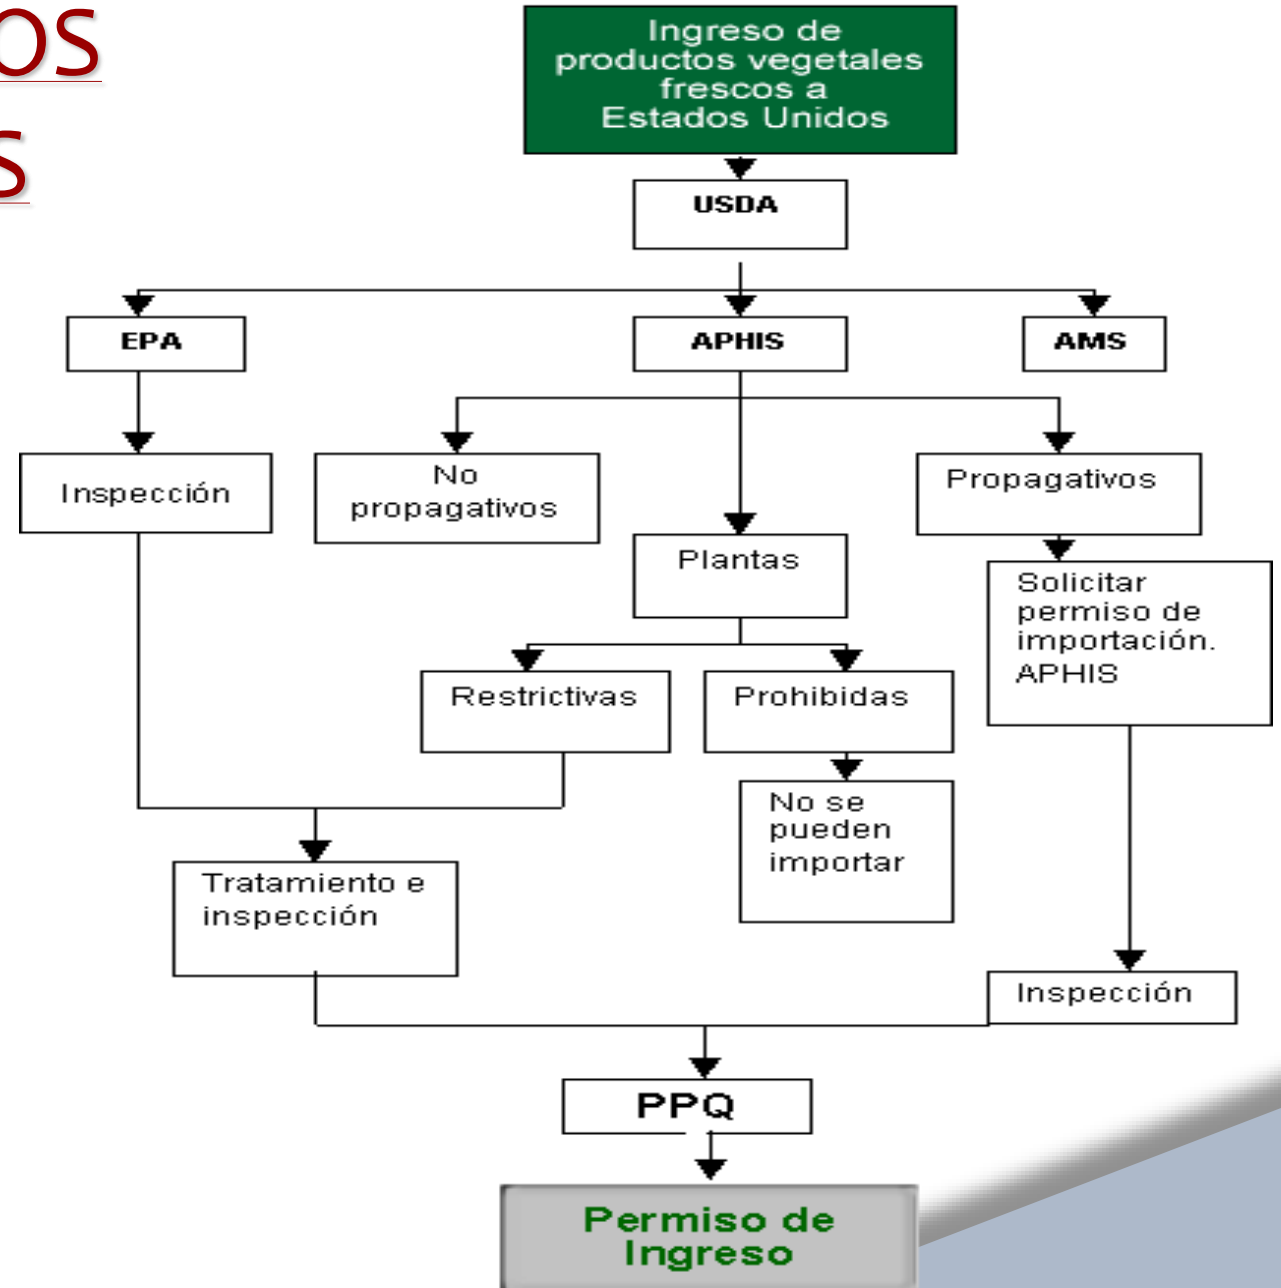 OS
S
Ingreso de
productos vegetales
frescos a
Estados Unidos
USDA
EPA
APHIS
AMS
Inspección
No
propagativos
Propagativos
Plantas
Solicitar
permiso de
importación.
APHIS
Restrictivas
Prohibidas
No se
pueden
importar
Tratamiento e
inspección
Inspección
PPQ
Permiso de
Ingreso